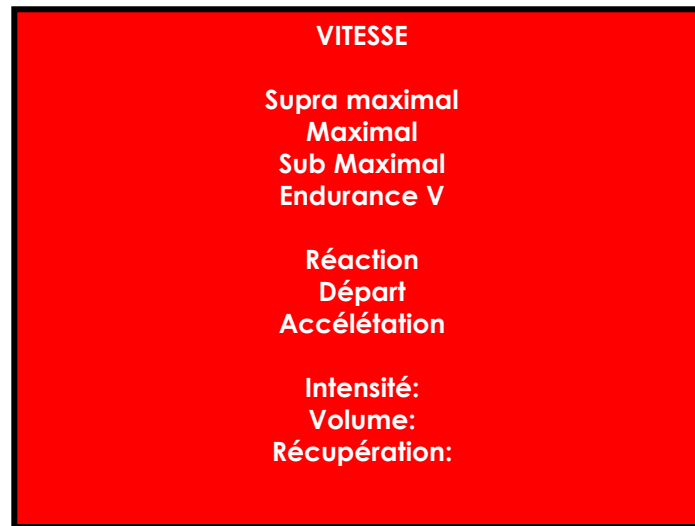 VITESSE
Supra maximal
Maximal
Sub Maximal
Endurance V
Réaction
Départ
Accélétation
Intensité:
Volume:
Récupération: